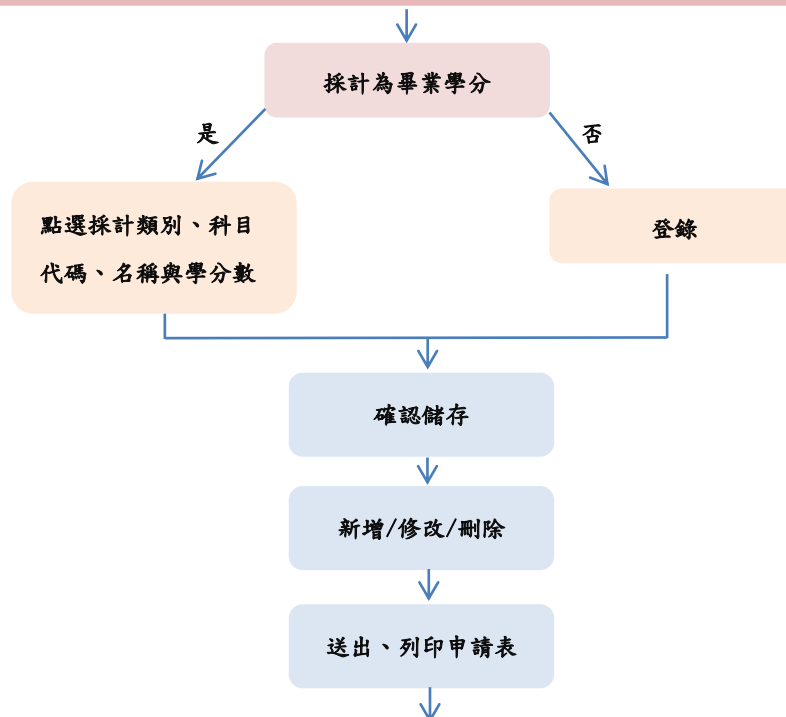 採計為畢業學分
是
否
點選採計類別、科目
代碼、名稱與學分數
登錄
確認儲存
新增/修改/刪除
送出、列印申請表